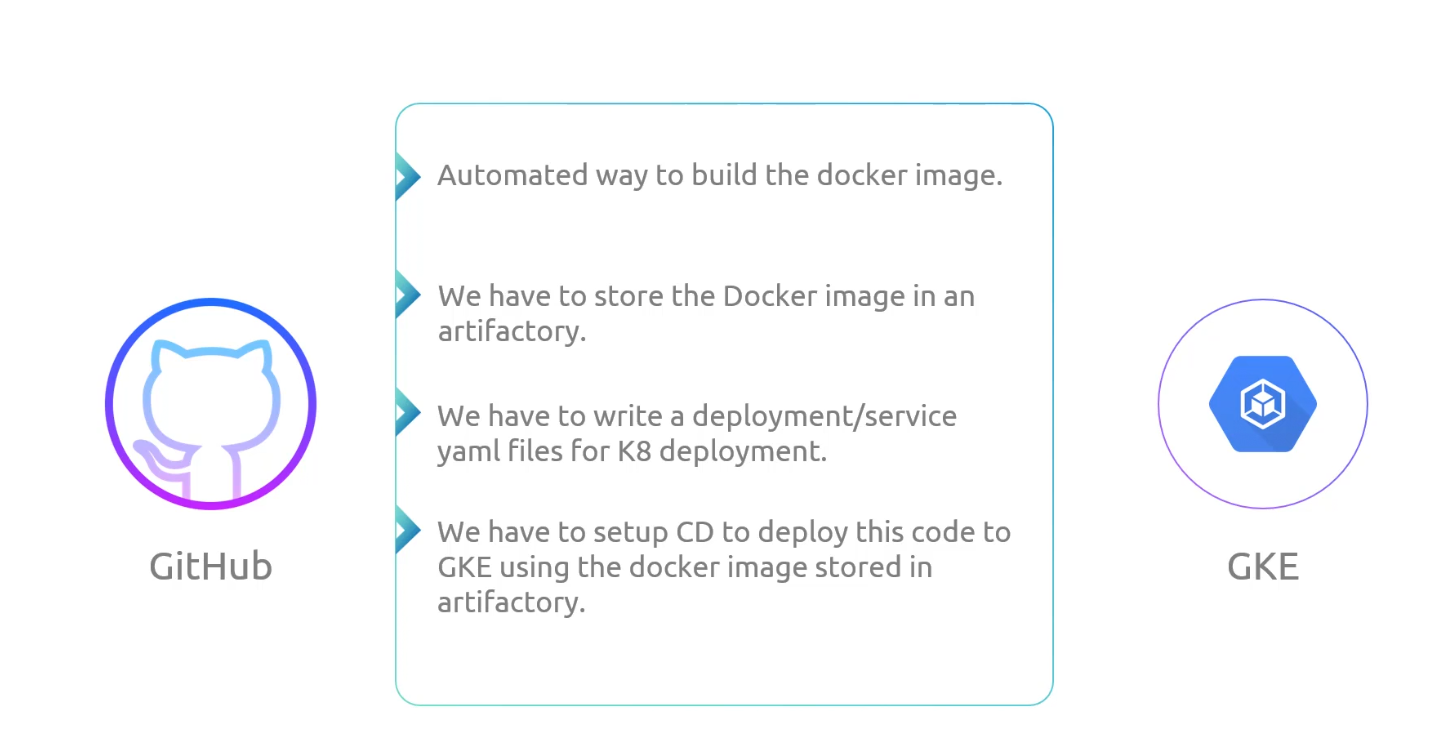 Automated way to build the docker image.
We have to store the Docker image in an
artifactory.
We have to write a deployment/service
yaml files for K8 deployment.
We have to setup CD to deploy this code to
GKE using the docker image stored in
artifactory.
GitHub
GKE